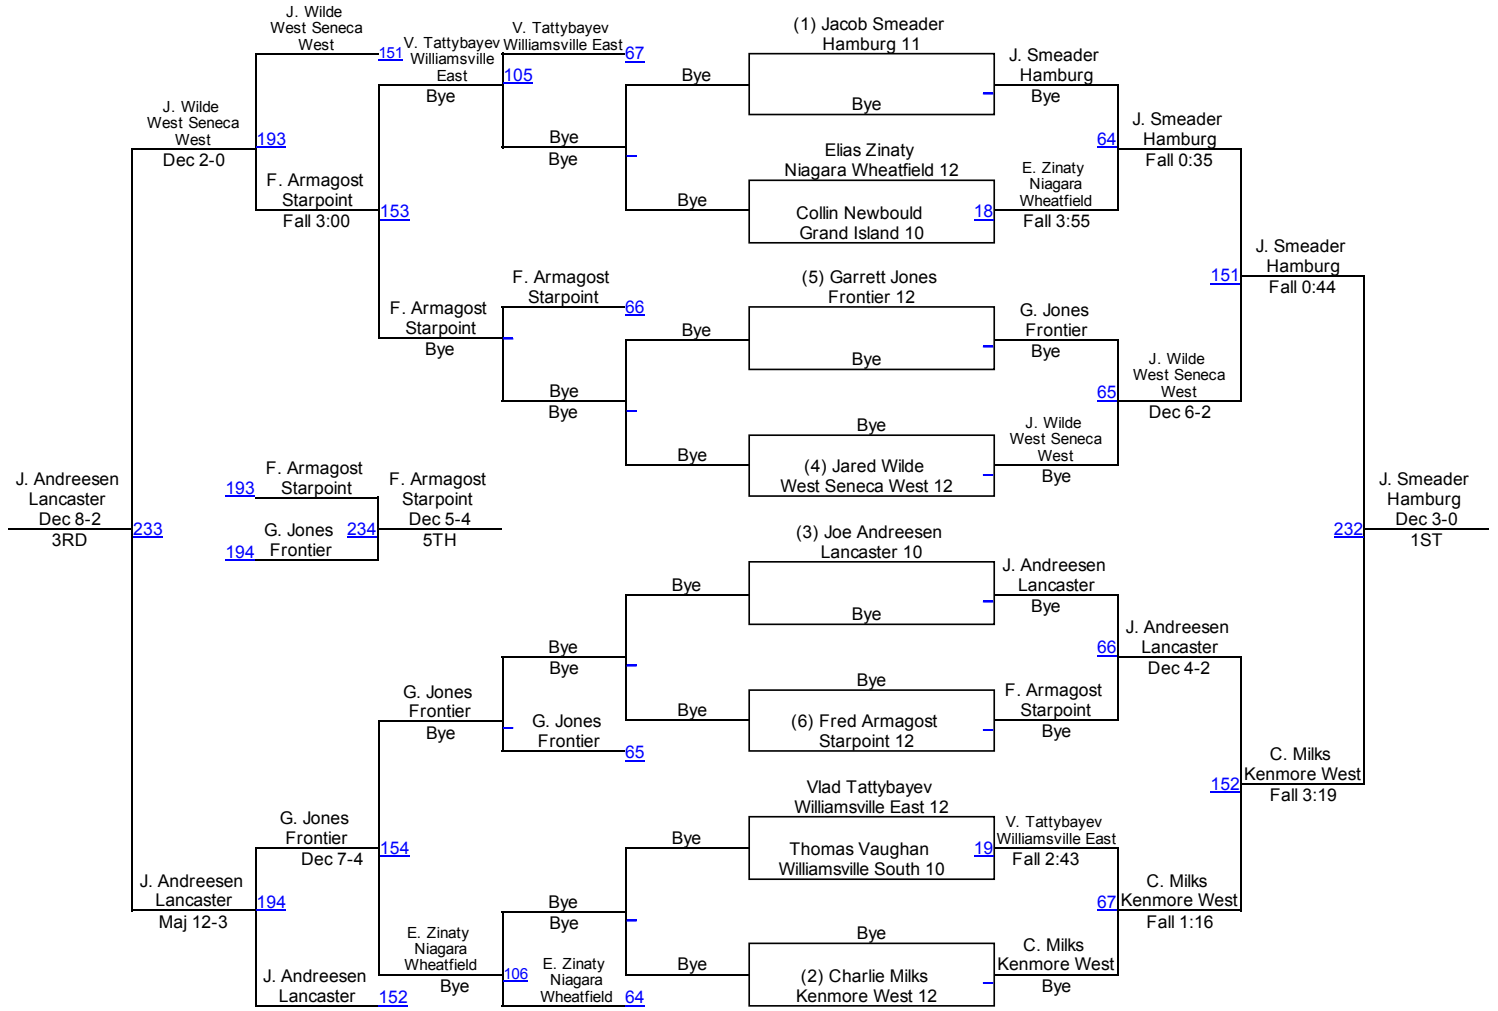 J. Wilde
West Seneca
West
151
V. Tattybayev
Williamsville
East
Bye
105
V. Tattybayev
Williamsville East
67
Bye
Bye
Bye
Bye
(1) Jacob Smeader
Hamburg 11
Bye
J. Smeader
Hamburg
Bye
Elias Zinaty
Niagara Wheatfield 12
Collin Newbould
Grand Island 10
18
E. Zinaty
Niagara
Wheatfield
Fall 3:55
64
J. Smeader
Hamburg
Fall 0:35
J. Wilde
West Seneca
West
Dec 2-0
193
F. Armagost
Starpoint
Fall 3:00
153
F. Armagost
Starpoint
Bye
F. Armagost
Starpoint
66
Bye
Bye
Bye
Bye
(5) Garrett Jones
Frontier 12
Bye
G. Jones
Frontier
Bye
Bye
(4) Jared Wilde
West Seneca West 12
J. Wilde
West Seneca
West
Bye
65
J. Wilde
West Seneca
West
Dec 6-2
151
J. Smeader
Hamburg
Fall 0:44
J. Andreesen
Lancaster
Dec 8-2
3RD
233
193
F. Armagost
Starpoint
194
G. Jones
Frontier
234
F. Armagost
Starpoint
Dec 5-4
5TH
232
J. Smeader
Hamburg
Dec 3-0
1ST
(3) Joe Andreesen
Lancaster 10
Bye
J. Andreesen
Lancaster
Bye
Bye
Bye
Bye
Bye
G. Jones
Frontier
Bye
G. Jones
Frontier
65
Bye
(6) Fred Armagost
Starpoint 12
F. Armagost
Starpoint
Bye
66
J. Andreesen
Lancaster
Dec 4-2
152
C. Milks
Kenmore West
Fall 3:19
G. Jones
Frontier
Dec 7-4
154
Vlad Tattybayev
Williamsville East 12
Thomas Vaughan
Williamsville South 10
19
V. Tattybayev
Williamsville East
Fall 2:43
Bye
Bye
Bye
Bye
67
C. Milks
Kenmore West
Fall 1:16
J. Andreesen
Lancaster
Maj 12-3
194
J. Andreesen
Lancaster
152
E. Zinaty
Niagara
Wheatfield
Bye
106
E. Zinaty
Niagara
Wheatfield
64
Bye
(2) Charlie Milks
Kenmore West 12
C. Milks
Kenmore West
Bye